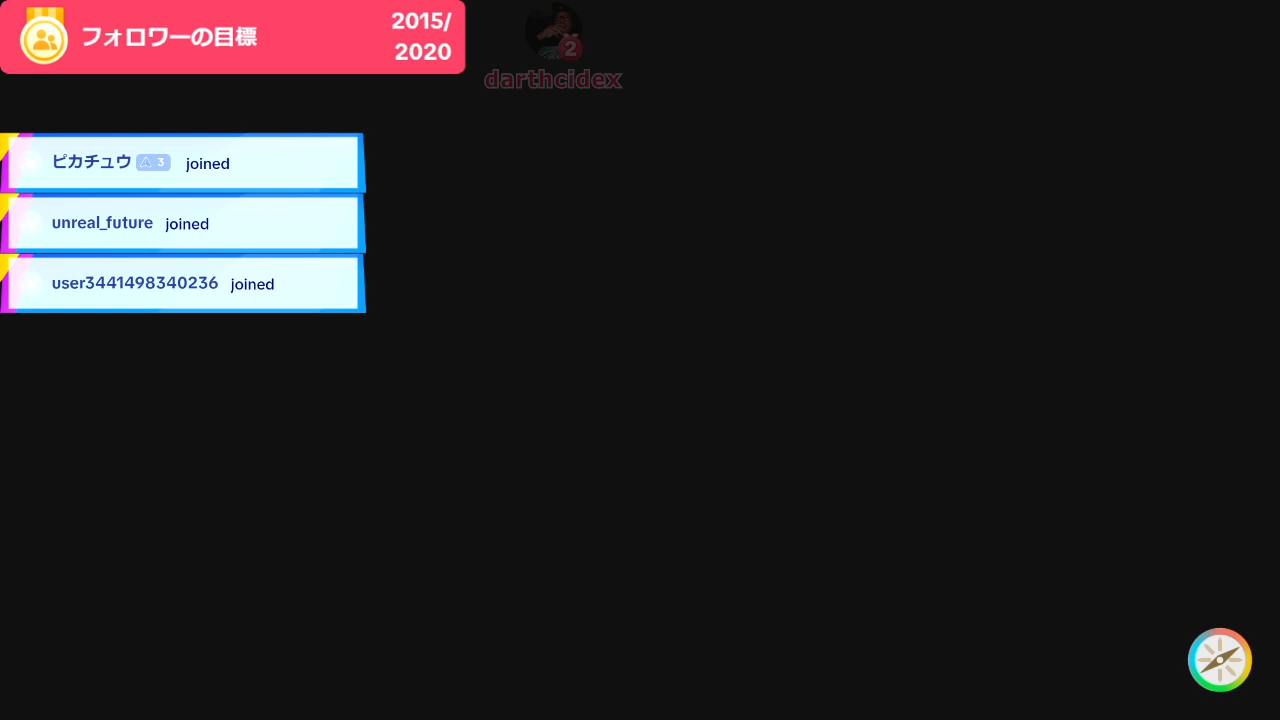 フォロワーの目標
2015/
2020
2
darthcidex
ピカチュウ 3 joined
unreal_future joined
user3441498340236 joined